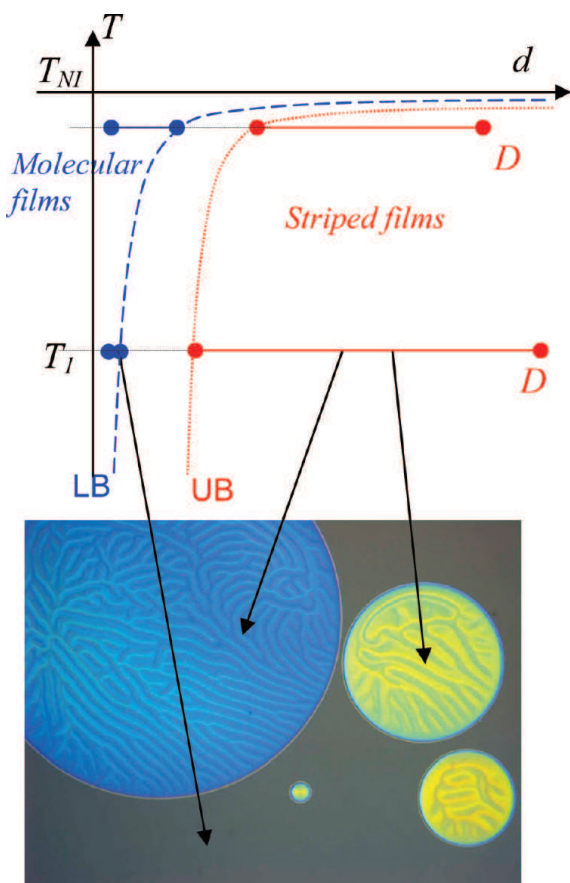 T
T_NI
d
Molecular
films
D
Striped films
T_1
D
LB
UB